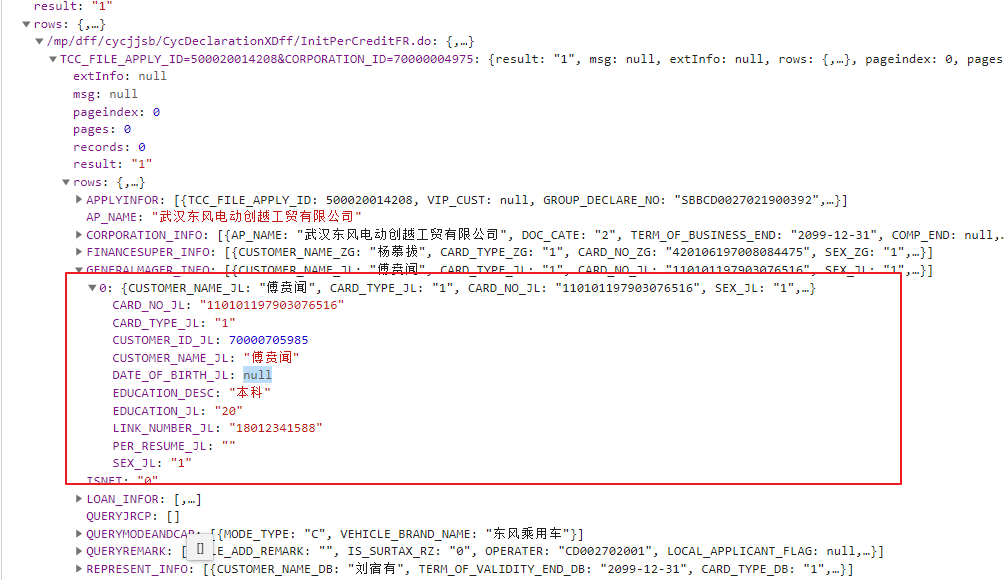 result: "1"
▼rows: {,…}
▼/mp/dff/cycjjsb/CycDeclarationXDff/InitPerCreditFR.do: {,…}
▼TCC_FILE_APPLY_ID=500020014208&CORPORATION_ID=70000004975: {result: "1", msg: null, extInfo: null, rows: {,…}, pageindex: 0, pages
extInfo: null
msg: null
pageindex: 0
pages: 0
records: 0
result: "1"
▼rows: {,…}
▶APPLYINFOR: [{TCC_FILE_APPLY_ID: 500020014208, VIP_CUST: null, GROUP_DECLARE_NO: "SBBCD0027021900392",…}]
AP_NAME: "武汉东风电动创越工贸有限公司"
▶CORPORATION_INFO: [{AP_NAME: "武汉东风电动创越工贸有限公司", DOC_CATE: "2", TERM_OF_BUSINESS_END: "2099-12-31", COMP_END: null,…
▶FINANCESUPER_INFO: [{CUSTOMER_NAME_ZG: "杨慕拔", CARD_TYPE_ZG: "1", CARD_NO_ZG: "420106197008084475", SEX_ZG: "1",…}]
▼GENERALMAGER_INFO: [{CUSTOMER_NAME_JL: "傅贲闻", CARD_TYPE_JL: "1", CARD_NO_JL: "110101197903076516", SEX_JL: "1",…}]
▼0: {CUSTOMER_NAME_JL: "傅贲闻", CARD_TYPE_JL: "1", CARD_NO_JL: "110101197903076516", SEX_JL: "1",…}
CARD_NO_JL: "110101197903076516"
CARD_TYPE_JL: "1"
CUSTOMER_ID_JL: 70000705985
CUSTOMER_NAME_JL: "傅贲闻"
DATE_OF_BIRTH_JL: null
EDUCATION_DESC: "本科"
EDUCATION_JL: "20"
LINK_NUMBER_JL: "18012341588"
PER_RESUME_JL: ""
SEX_JL: "1"
ISNET: "0"
▶LOAN_INFOR: [,…]
QUERYJRCP: []
▶QUERYMODEANDCAR: [{MODE_TYPE: "C", VEHICLE_BRAND_NAME: "东风乘用车"}]
▶QUERYREMARK: [ [] LE_ADD_REMARK: "", IS_SURTAX_RZ: "0", OPERATER: "CD002702001", LOCAL_APPLICANT_FLAG: null,…}]
▶REPRESENT_INFO: [{CUSTOMER_NAME_DB: "刘宿有", TERM_OF_VALIDITY_END_DB: "2099-12-31", CARD_TYPE_DB: "1",…}]